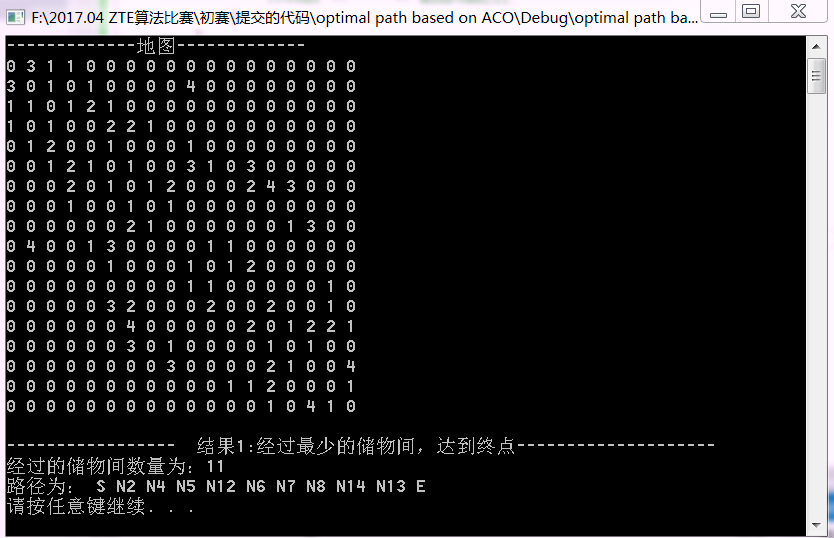 F:\2017.04 ZTE算法比赛\初赛\提交的代码\optimal path based on ACO\Debug\optimal path ba...
-------------地图-------------
0 3 1 1 0 0 0 0 0 0 0 0 0 0 0 0 0 0
3 0 1 0 1 0 0 0 0 4 0 0 0 0 0 0 0 0
1 1 0 1 2 1 0 0 0 0 0 0 0 0 0 0 0 0
1 0 1 0 0 2 2 1 0 0 0 0 0 0 0 0 0 0
0 1 2 0 0 1 0 0 0 1 0 0 0 0 0 0 0 0
0 0 1 2 1 0 1 0 0 3 1 0 3 0 0 0 0 0
0 0 0 2 0 1 0 1 2 0 0 0 2 4 3 0 0 0
0 0 0 1 0 0 1 0 1 0 0 0 0 0 0 0 0 0
0 0 0 0 0 0 2 1 0 0 0 0 0 0 1 3 0 0
0 4 0 0 1 3 0 0 0 0 1 1 0 0 0 0 0 0
0 0 0 0 0 1 0 0 0 1 0 1 2 0 0 0 0 0
0 0 0 0 0 0 0 0 0 1 1 0 0 0 0 0 1 0
0 0 0 0 0 3 2 0 0 0 2 0 0 2 0 0 1 0
0 0 0 0 0 0 4 0 0 0 0 0 2 0 1 2 2 1
0 0 0 0 0 0 3 0 1 0 0 0 0 1 0 1 0 0
0 0 0 0 0 0 0 0 3 0 0 0 0 2 1 0 0 4
0 0 0 0 0 0 0 0 0 0 0 1 1 2 0 0 0 1
0 0 0 0 0 0 0 0 0 0 0 0 0 1 0 4 1 0
-----------------  结果1:经过最少的储物间，达到终点--------------------
经过的储物间数量为：11
路径为： S N2 N4 N5 N12 N6 N7 N8 N14 N13 E
请按任意键继续. . .